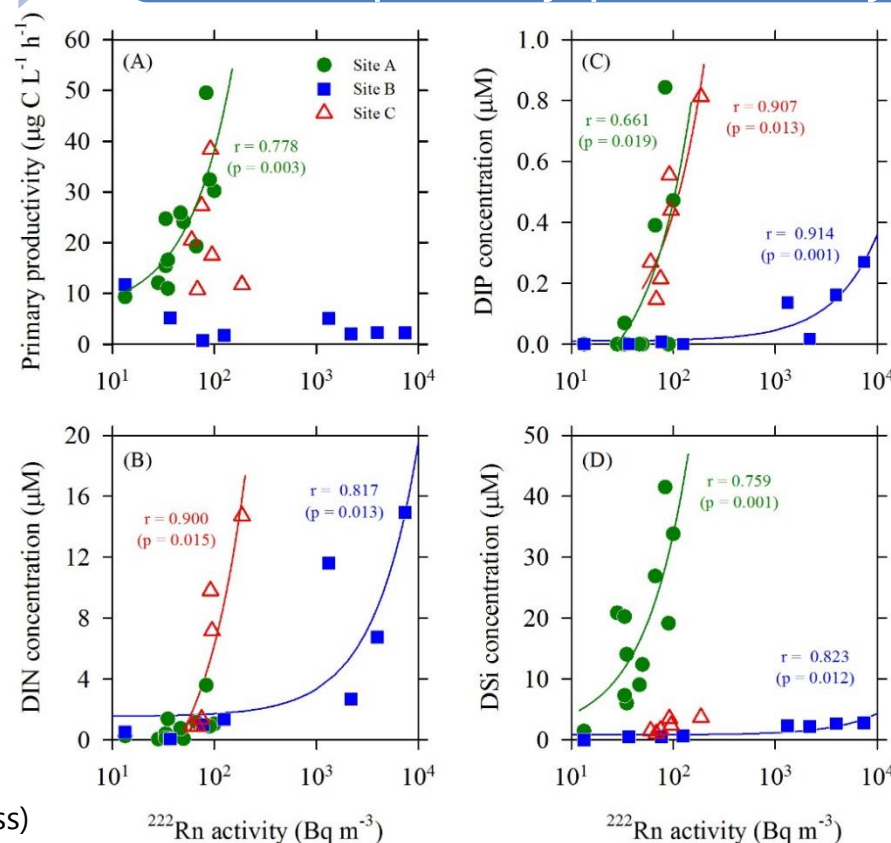 (A)
Site A
Site B
Site C
r = 0.778
(p = 0.003)
Primary productivity (µg C L⁻¹ h⁻¹)
60
50
40
30
20
10
0
10¹ 10² 10³ 10⁴
(C)
r = 0.661
(p = 0.019)
r = 0.907
(p = 0.013)
r = 0.914
(p = 0.001)
DIP concentration (µM)
1.0
0.8
0.6
0.4
0.2
0.0
10¹ 10² 10³ 10⁴
(B)
r = 0.900
(p = 0.015)
r = 0.817
(p = 0.013)
DIN concentration (µM)
20
16
12
8
4
0
10¹ 10² 10³ 10⁴
²²²Rn activity (Bq m⁻³)
(D)
r = 0.759
(p = 0.001)
r = 0.823
(p = 0.012)
DSi concentration (µM)
50
40
30
20
10
0
10¹ 10² 10³ 10⁴
²²²Rn activity (Bq m⁻³)
ss)